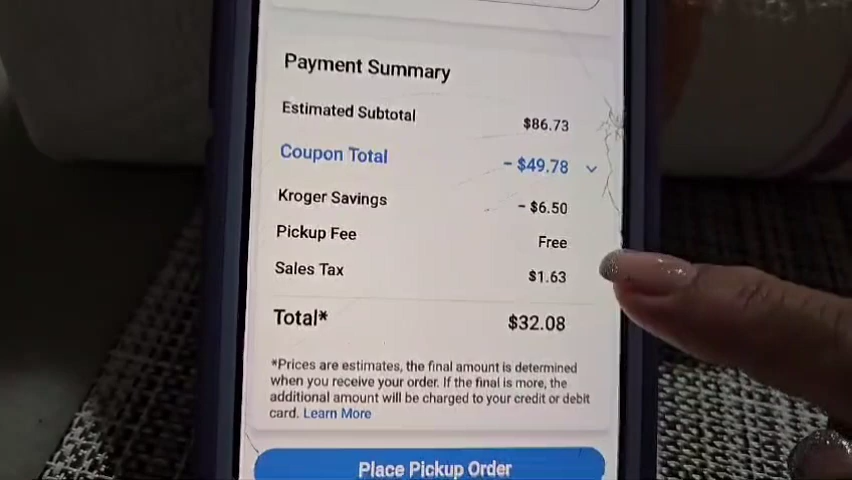 Payment Summary
Estimated Subtotal $86.73
Coupon Total - $49.78
Kroger Savings - $6.50
Pickup Fee Free
Sales Tax $1.63
Total* $32.08
*Prices are estimates, the final amount is determined
when you receive your order. If the final is more, the
additional amount will be charged to your credit or debit
card. Learn More
Place Pickup Order